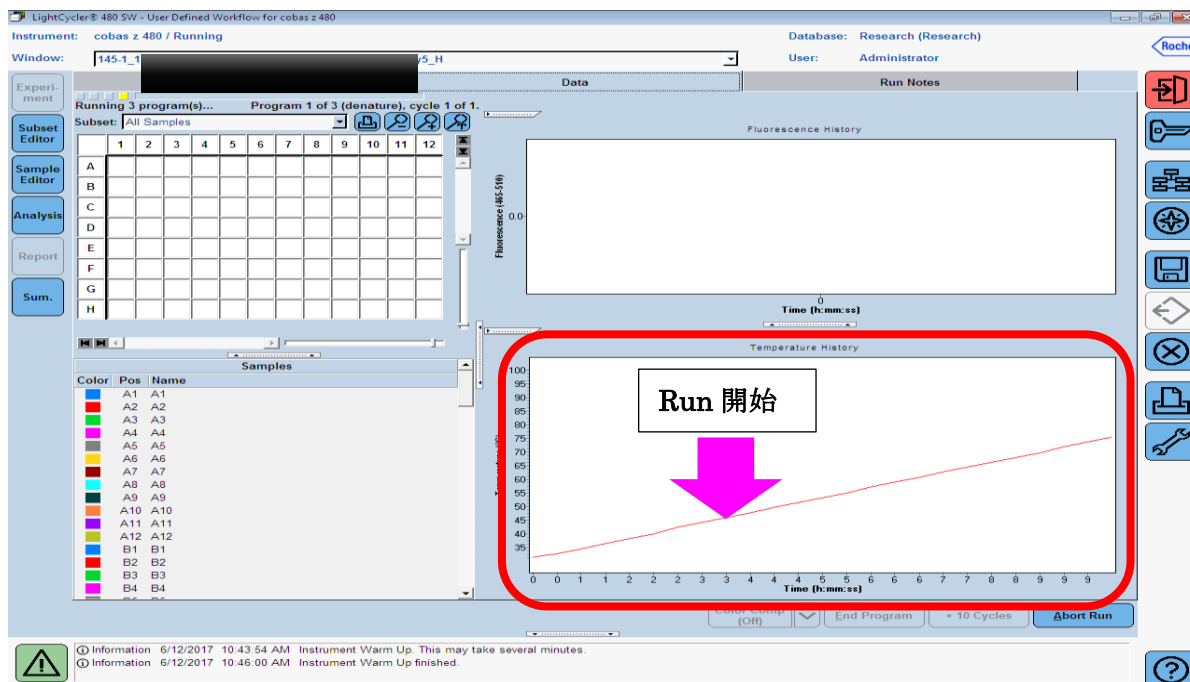 LightCycler® 480 SW - User Defined Workflow for cobas z 480
Instrument: cobas z 480 / Running
Database: Research (Research)
Window: 145-1_1 y5_H
User: Administrator
Roche
Experi-
ment
Subset
Editor
Sample
Editor
Analysis
Report
Sum.
Data
Run Notes
Running 3 program(s)... Program 1 of 3 (denature), cycle 1 of 1.
Subset: All Samples
1 2 3 4 5 6 7 8 9 10 11 12
A
B
C
D
E
F
G
H
Samples
Color Pos Name
A1 A1
A2 A2
A3 A3
A4 A4
A5 A5
A6 A6
A7 A7
A8 A8
A9 A9
A10 A10
A11 A11
A12 A12
B1 B1
B2 B2
B3 B3
B4 B4
Fluorescence History
Fluorescence (465-510)
0.0
0
Time (h:mm:ss)
Temperature History
Run 開始
100
95
90
85
80
75
70
65
60
55
50
45
40
35
0 0 1 1 2 2 2 3 3 4 4 4 5 5 6 6 6 7 7 8 8 9 9 9
Time (h:mm:ss)
Color Comp
(Off)
End Program
+ 10 Cycles
Abort Run
Information 6/12/2017 10:43:54 AM Instrument Warm Up. This may take several minutes.
Information 6/12/2017 10:46:00 AM Instrument Warm Up finished.